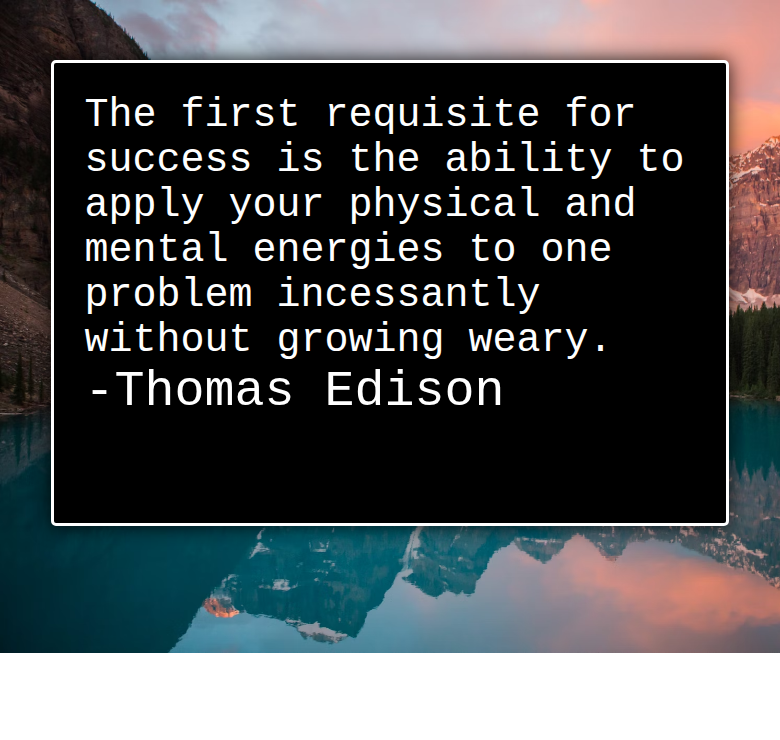 The first requisite for
success is the ability to
apply your physical and
mental energies to one
problem incessantly
without growing weary.
-Thomas Edison